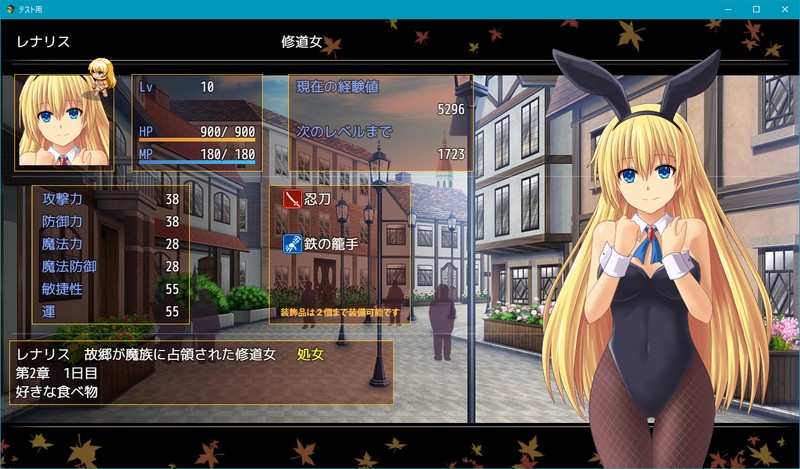 テスト用
レナリス 修道女
Lv 10
HP 900/ 900
MP 180/ 180
現在の経験値
5296
次のレベルまで
1723
攻撃力 38
防御力 38
魔法力 28
魔法防御 28
敏捷性 55
運 55
忍刀
鉄の籠手
装飾品は２個まで装備可能です
レナリス 故郷が魔族に占領された修道女 処女
第2章 1日目
好きな食べ物